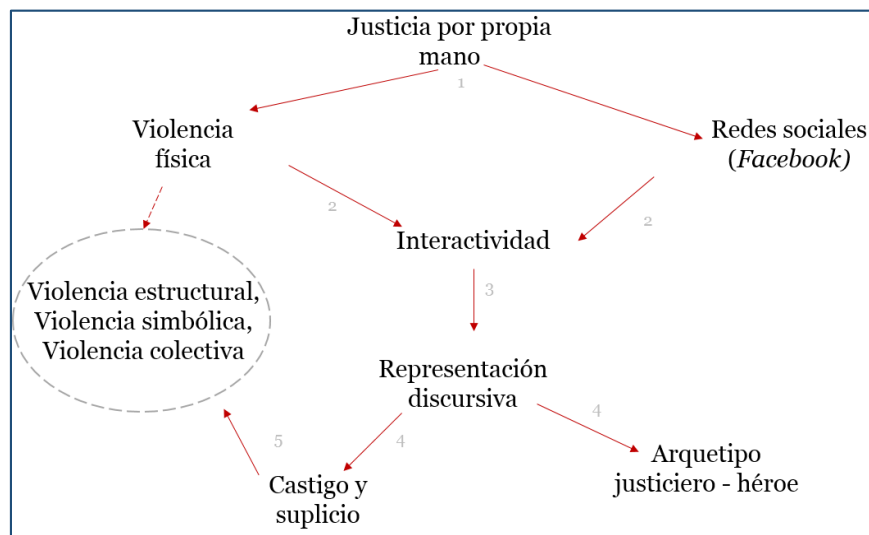 Justicia por propia
mano
1
Violencia
física
Redes sociales
(Facebook)
2
2
Interactividad
Violencia estructural,
Violencia simbólica,
Violencia colectiva
3
Representación
discursiva
4
4
5
Castigo y
suplicio
Arquetipo
justiciero - héroe